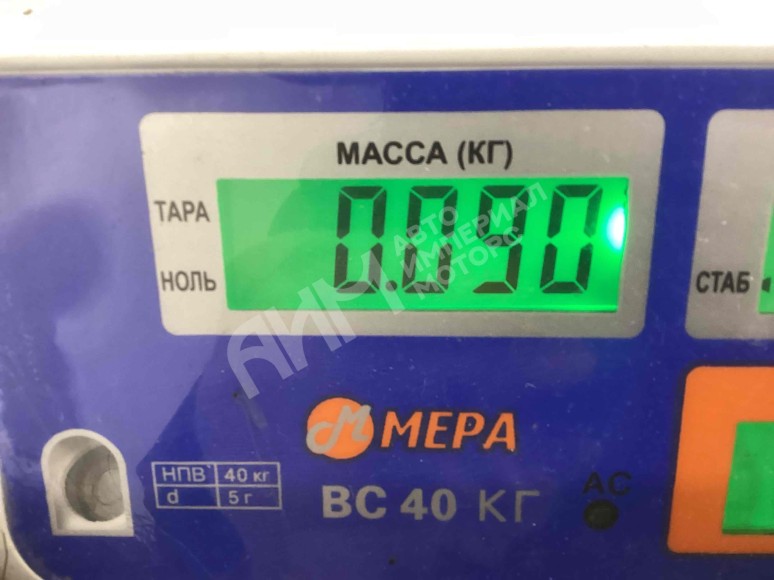 МАССА (КГ)
ТАРА
0.090
НОЛЬ
СТАБ
АИМ
АВТО
ИМПЕРИАЛ
МОТОРС
М МЕРА
НПВ 40 кг
d 5 г
ВС 40 КГ
AC